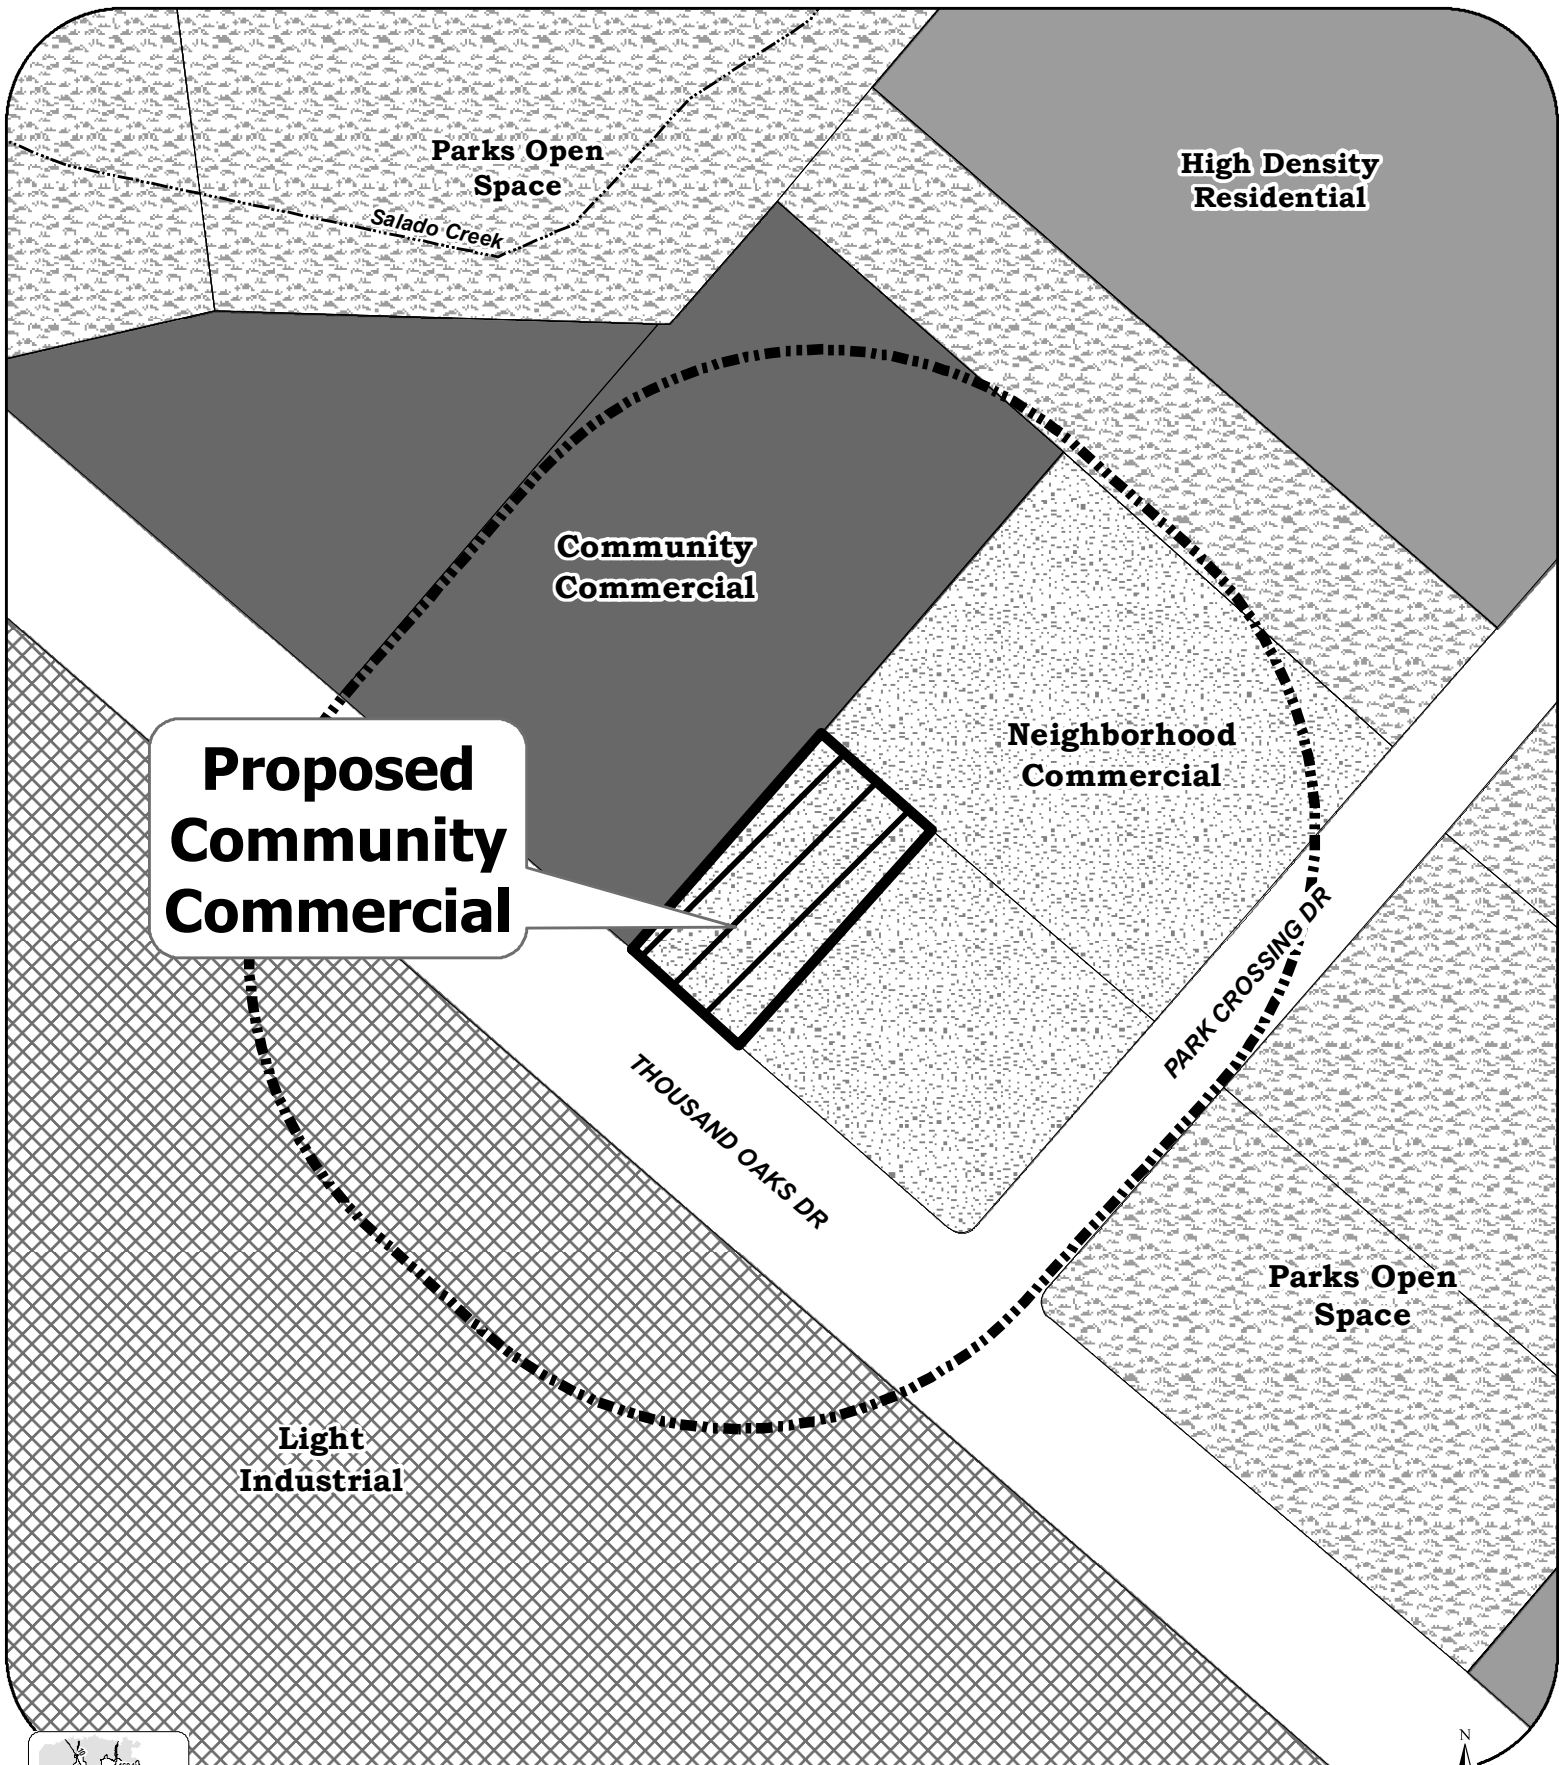 Parks Open
Space
High Density
Residential
Salado Creek
Community
Commercial
Neighborhood
Commercial
Proposed
Community
Commercial
PARK CROSSING DR
THOUSAND OAKS DR
Parks Open
Space
Light
Industrial
N